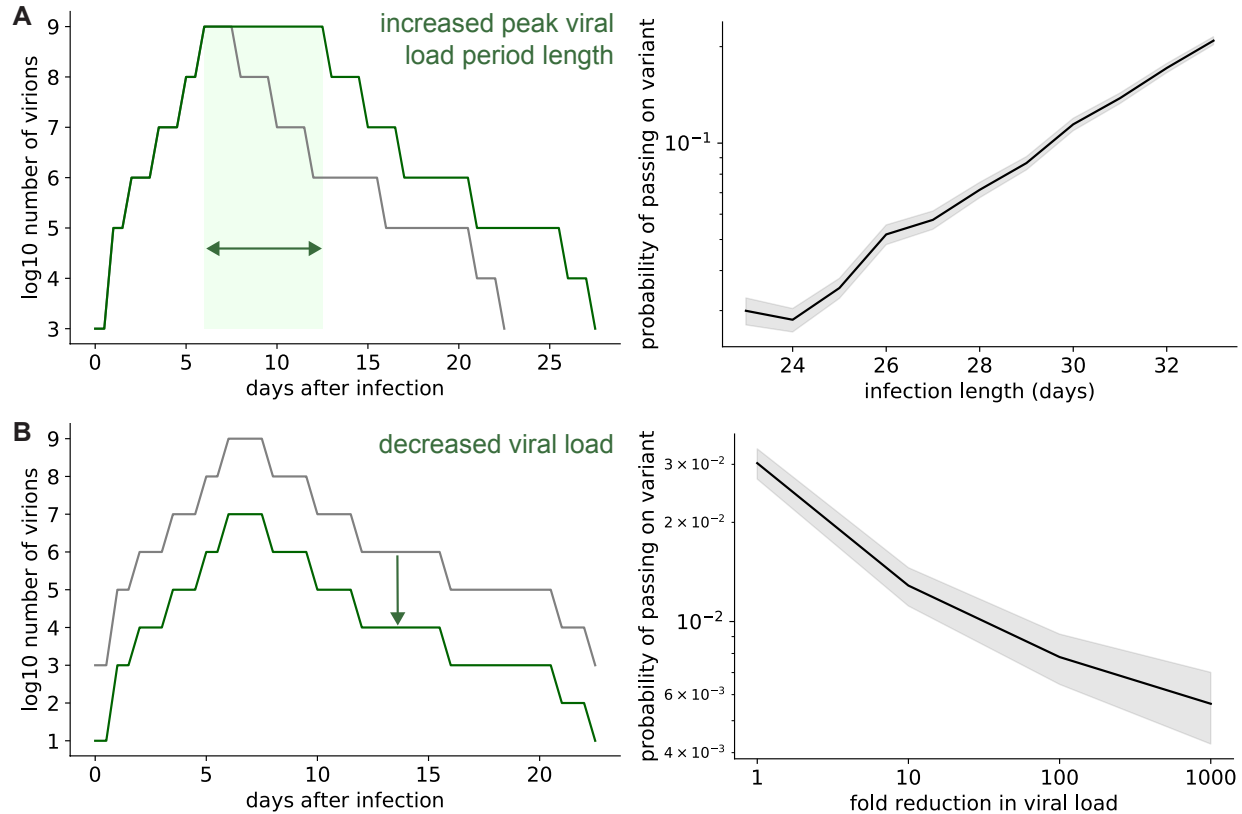 A
increased peak viral
load period length
log10 number of virions
9
8
7
6
5
4
3
0
5
10
15
20
25
days after infection
probability of passing on variant
10⁻¹
24
26
28
30
32
infection length (days)
B
decreased viral load
log10 number of virions
9
8
7
6
5
4
3
2
1
0
5
10
15
20
days after infection
probability of passing on variant
3 × 10⁻²
2 × 10⁻²
10⁻²
6 × 10⁻³
4 × 10⁻³
1
10
100
1000
fold reduction in viral load